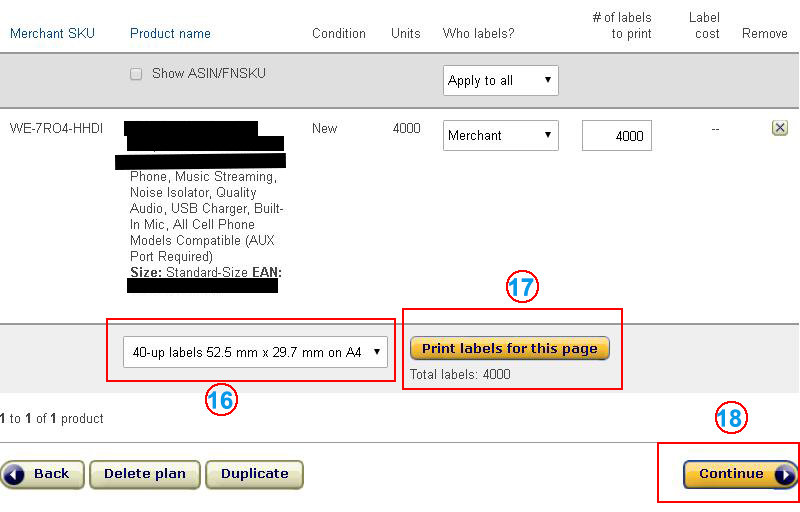 Merchant SKU Product name Condition Units Who labels? # of labels to print Label cost Remove
Show ASIN/FNSKU Apply to all
WE-7RO4-HHDI New 4000 Merchant 4000 --
Phone, Music Streaming,
Noise Isolator, Quality
Audio, USB Charger, Built-
In Mic, All Cell Phone
Models Compatible (AUX
Port Required)
Size: Standard-Size EAN:
17
40-up labels 52.5 mm x 29.7 mm on A4 Print labels for this page
Total labels: 4000
16
1 to 1 of 1 product
18
Back Delete plan Duplicate Continue